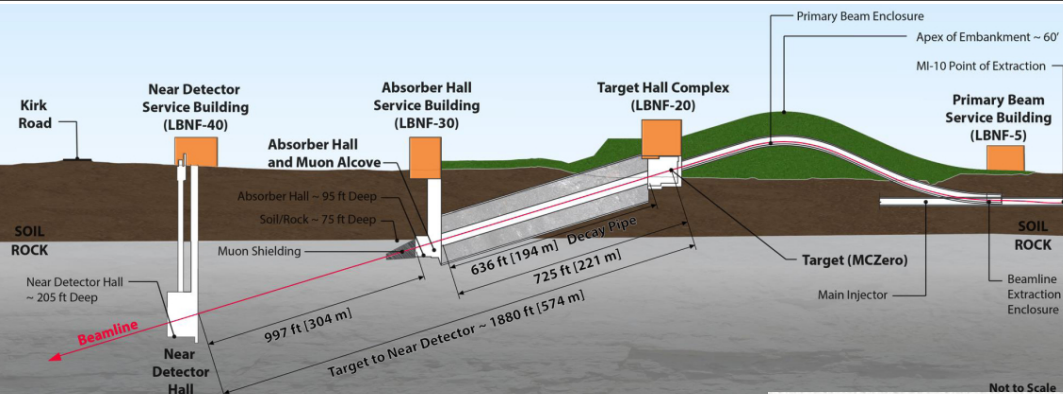 Primary Beam Enclosure
Apex of Embankment ~ 60'
MI-10 Point of Extraction
Kirk
Road
Near Detector
Service Building
(LBNF-40)
Absorber Hall
Service Building
(LBNF-30)
Target Hall Complex
(LBNF-20)
Primary Beam
Service Building
(LBNF-5)
Absorber Hall
and Muon Alcove
Absorber Hall ~ 95 ft Deep
Soil/Rock ~ 75 ft Deep
Muon Shielding
SOIL
ROCK
SOIL
ROCK
636 ft [194 m] Decay Pipe
725 ft [221 m]
Target (MCZero)
Main Injector
Beamline
Extraction
Enclosure
Near Detector Hall
~ 205 ft Deep
Beamline
997 ft [304 m]
Target to Near Detector ~ 1880 ft [574 m]
Near
Detector
Hall
Not to Scale